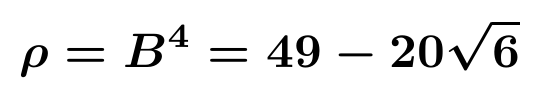 ρ = B⁴ = 49 − 20√6